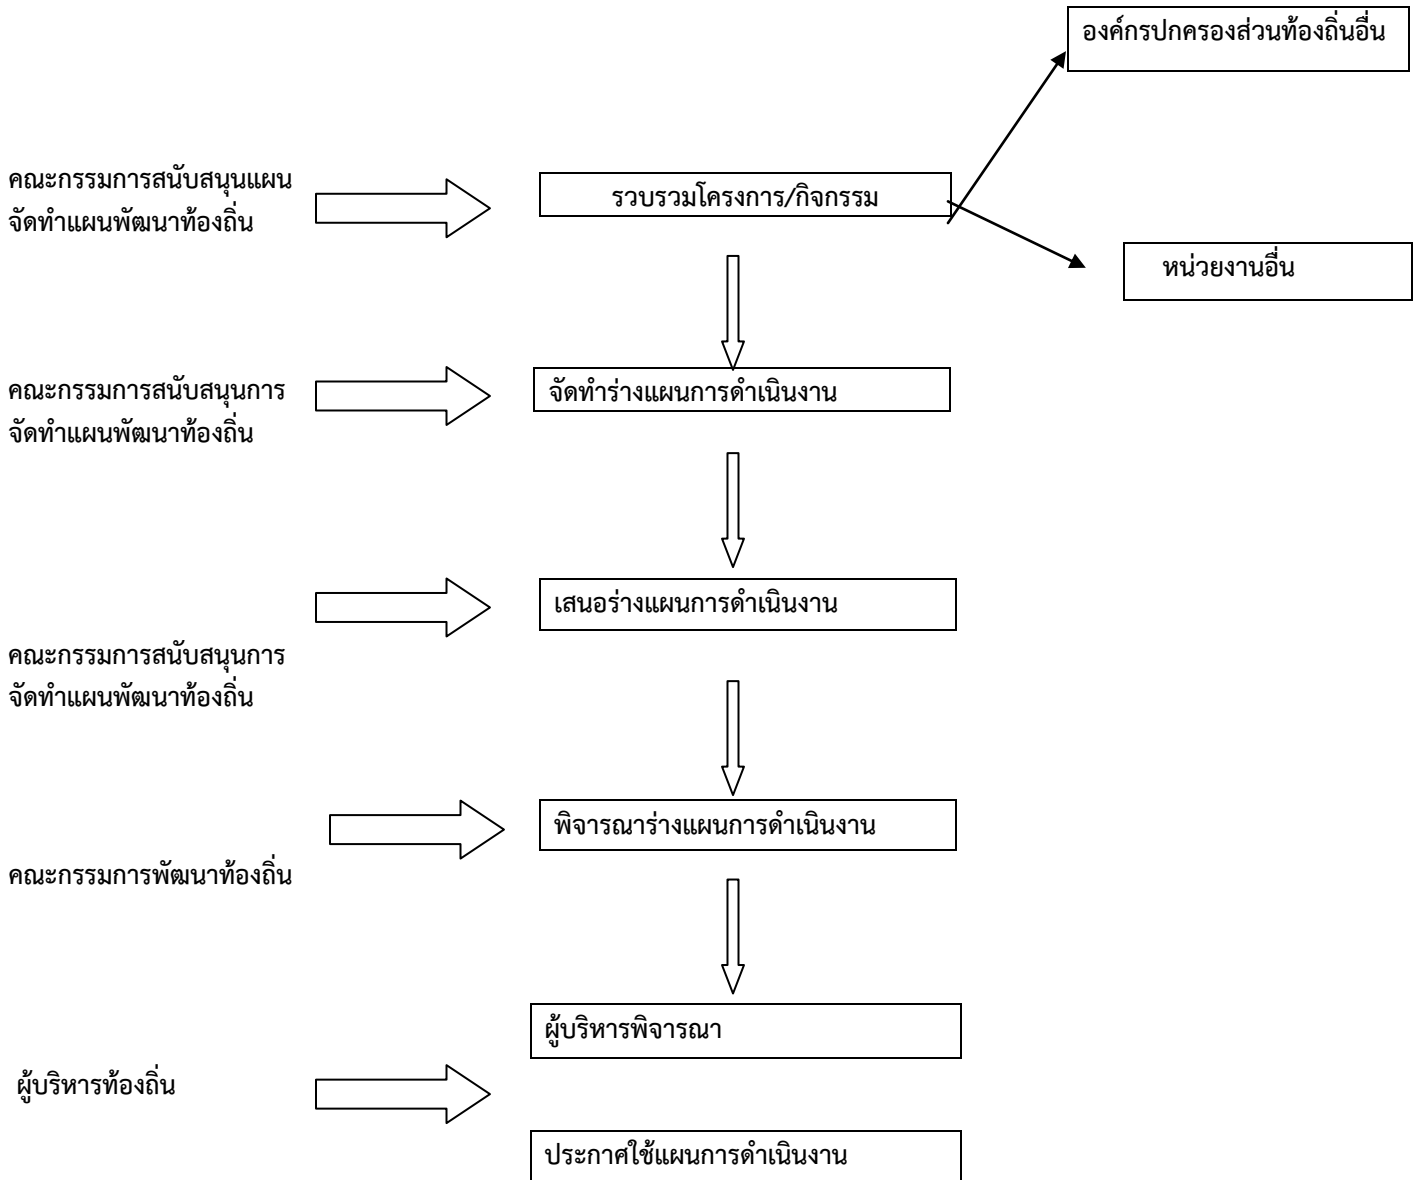 องค์กรปกครองส่วนท้องถิ่นอื่น
คณะกรรมการสนับสนุนแผน
จัดทำแผนพัฒนาท้องถิ่น
รวบรวมโครงการ/กิจกรรม
หน่วยงานอื่น
คณะกรรมการสนับสนุนการ
จัดทำแผนพัฒนาท้องถิ่น
จัดทำร่างแผนการดำเนินงาน
เสนอร่างแผนการดำเนินงาน
คณะกรรมการสนับสนุนการ
จัดทำแผนพัฒนาท้องถิ่น
พิจารณาร่างแผนการดำเนินงาน
คณะกรรมการพัฒนาท้องถิ่น
ผู้บริหารพิจารณา
ผู้บริหารท้องถิ่น
ประกาศใช้แผนการดำเนินงาน